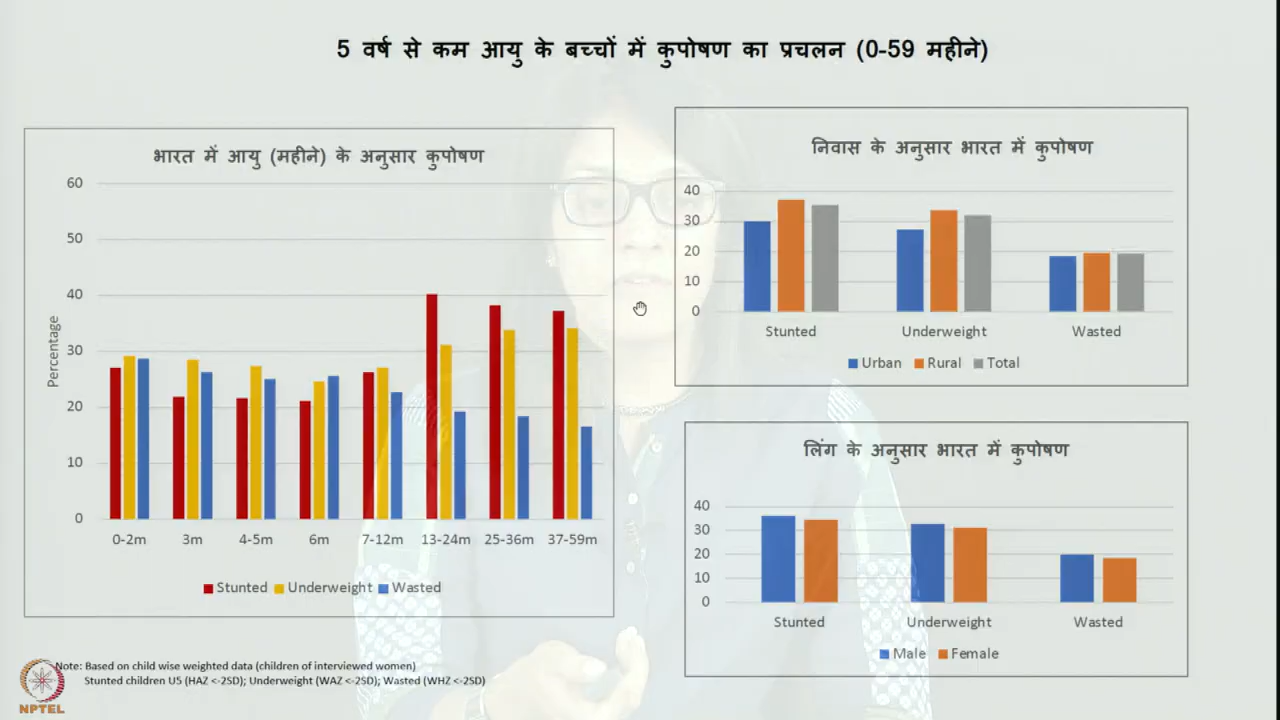 5 वर्ष से कम आयु के बच्चों में कुपोषण का प्रचलन (0-59 महीने)
भारत में आयु (महीने) के अनुसार कुपोषण
60
50
40
30
20
10
0
Percentage
0-2m 3m 4-5m 6m 7-12m 13-24m 25-36m 37-59m
Stunted Underweight Wasted
निवास के अनुसार भारत में कुपोषण
40
30
20
10
0
Stunted Underweight Wasted
Urban Rural Total
लिंग के अनुसार भारत में कुपोषण
40
30
20
10
0
Stunted Underweight Wasted
Male Female
Note: Based on child wise weighted data (children of interviewed women)
Stunted children U5 (HAZ <-2SD); Underweight (WAZ <-2SD); Wasted (WHZ <-2SD)
NPTEL